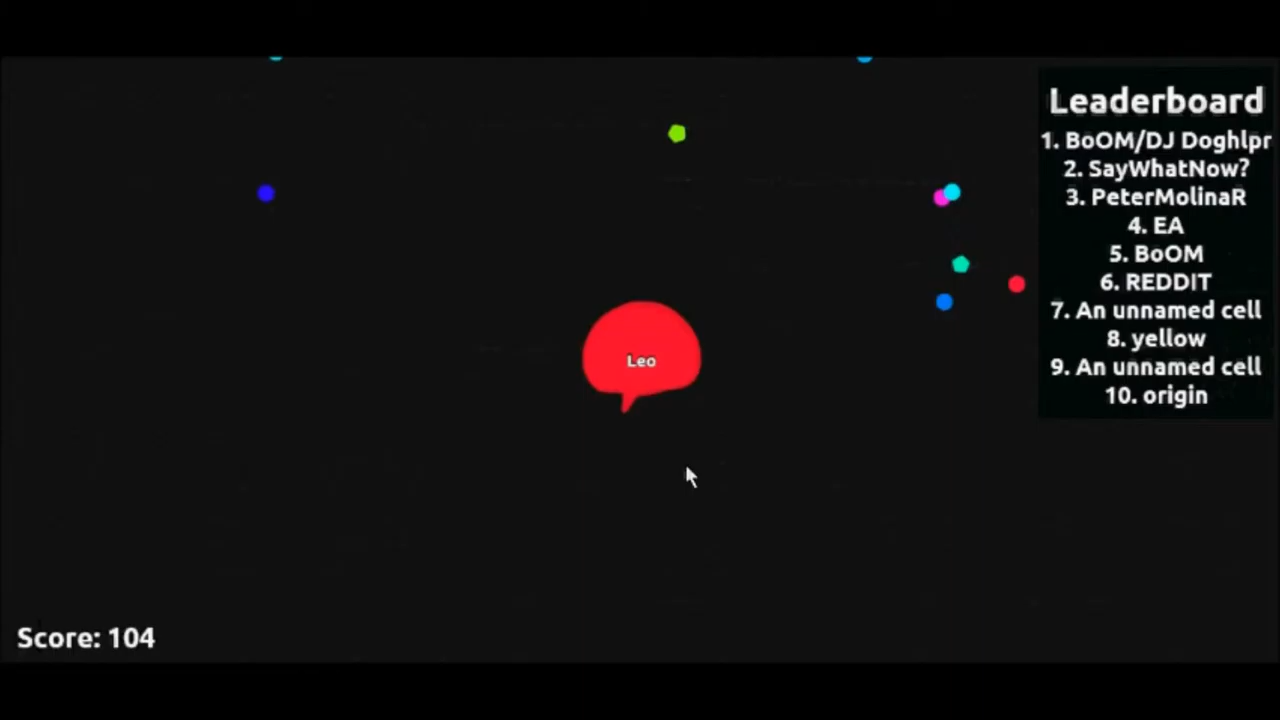 Leaderboard
1. BoOM/DJ Doghlpr
2. SayWhatNow?
3. PeterMolinaR
4. EA
5. BoOM
6. REDDIT
7. An unnamed cell
8. yellow
9. An unnamed cell
10. origin
Leo
Score: 104